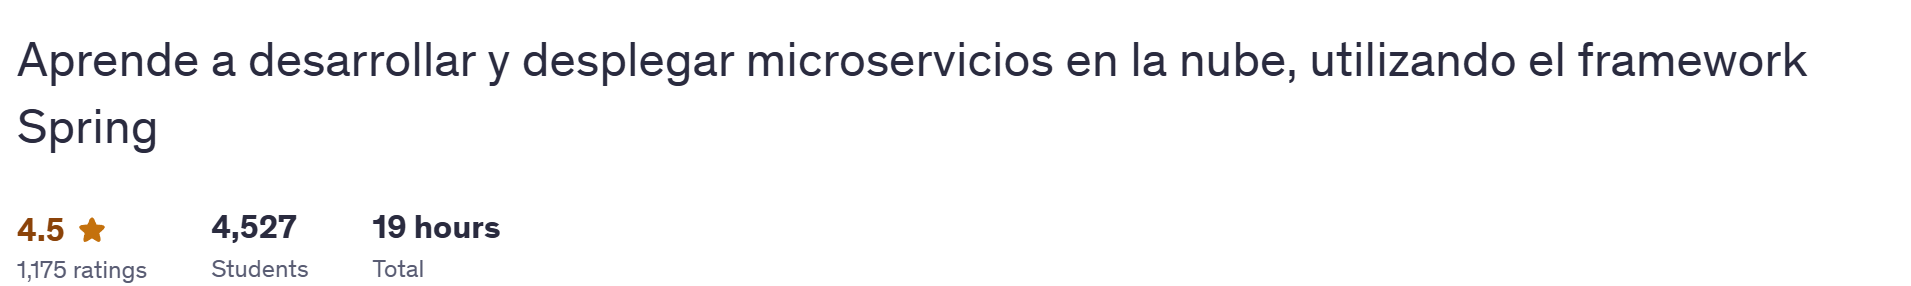 Aprende a desarrollar y desplegar microservicios en la nube, utilizando el framework
Spring
4.5
1,175 ratings
4,527
Students
19 hours
Total